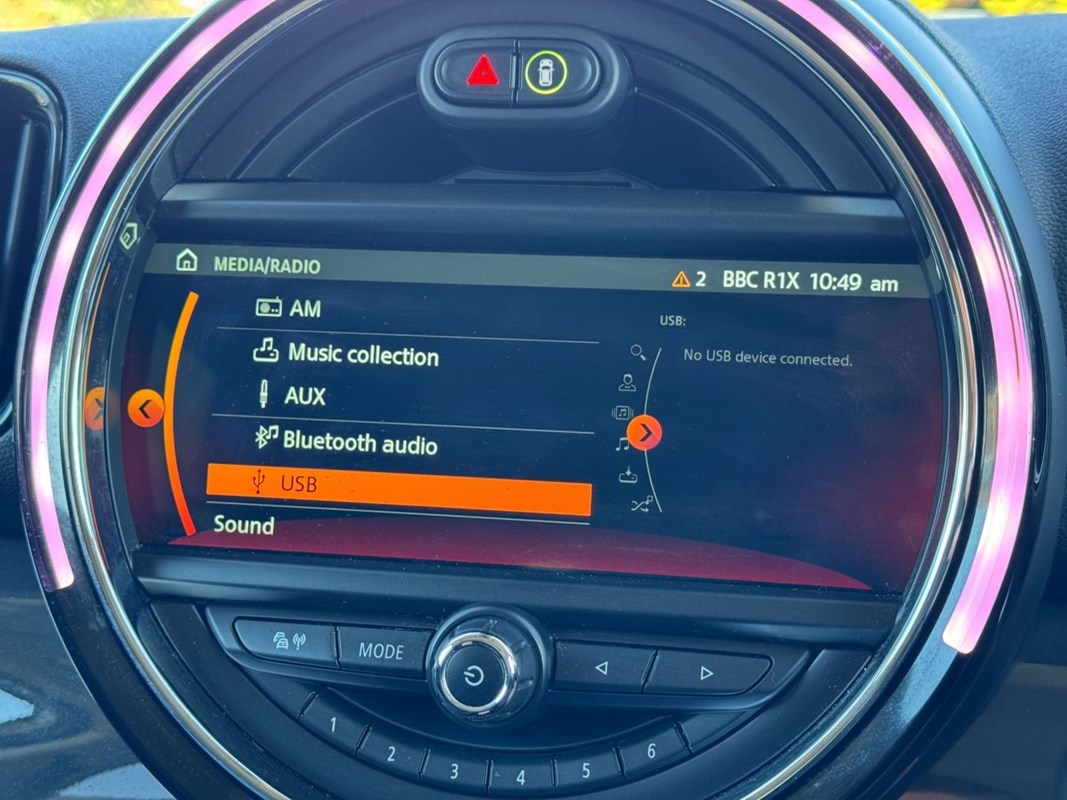 MEDIA/RADIO
2 BBC R1X 10:49 am
AM
Music collection
AUX
Bluetooth audio
USB
Sound
USB:
No USB device connected.
MODE
1
2
3
4
5
6